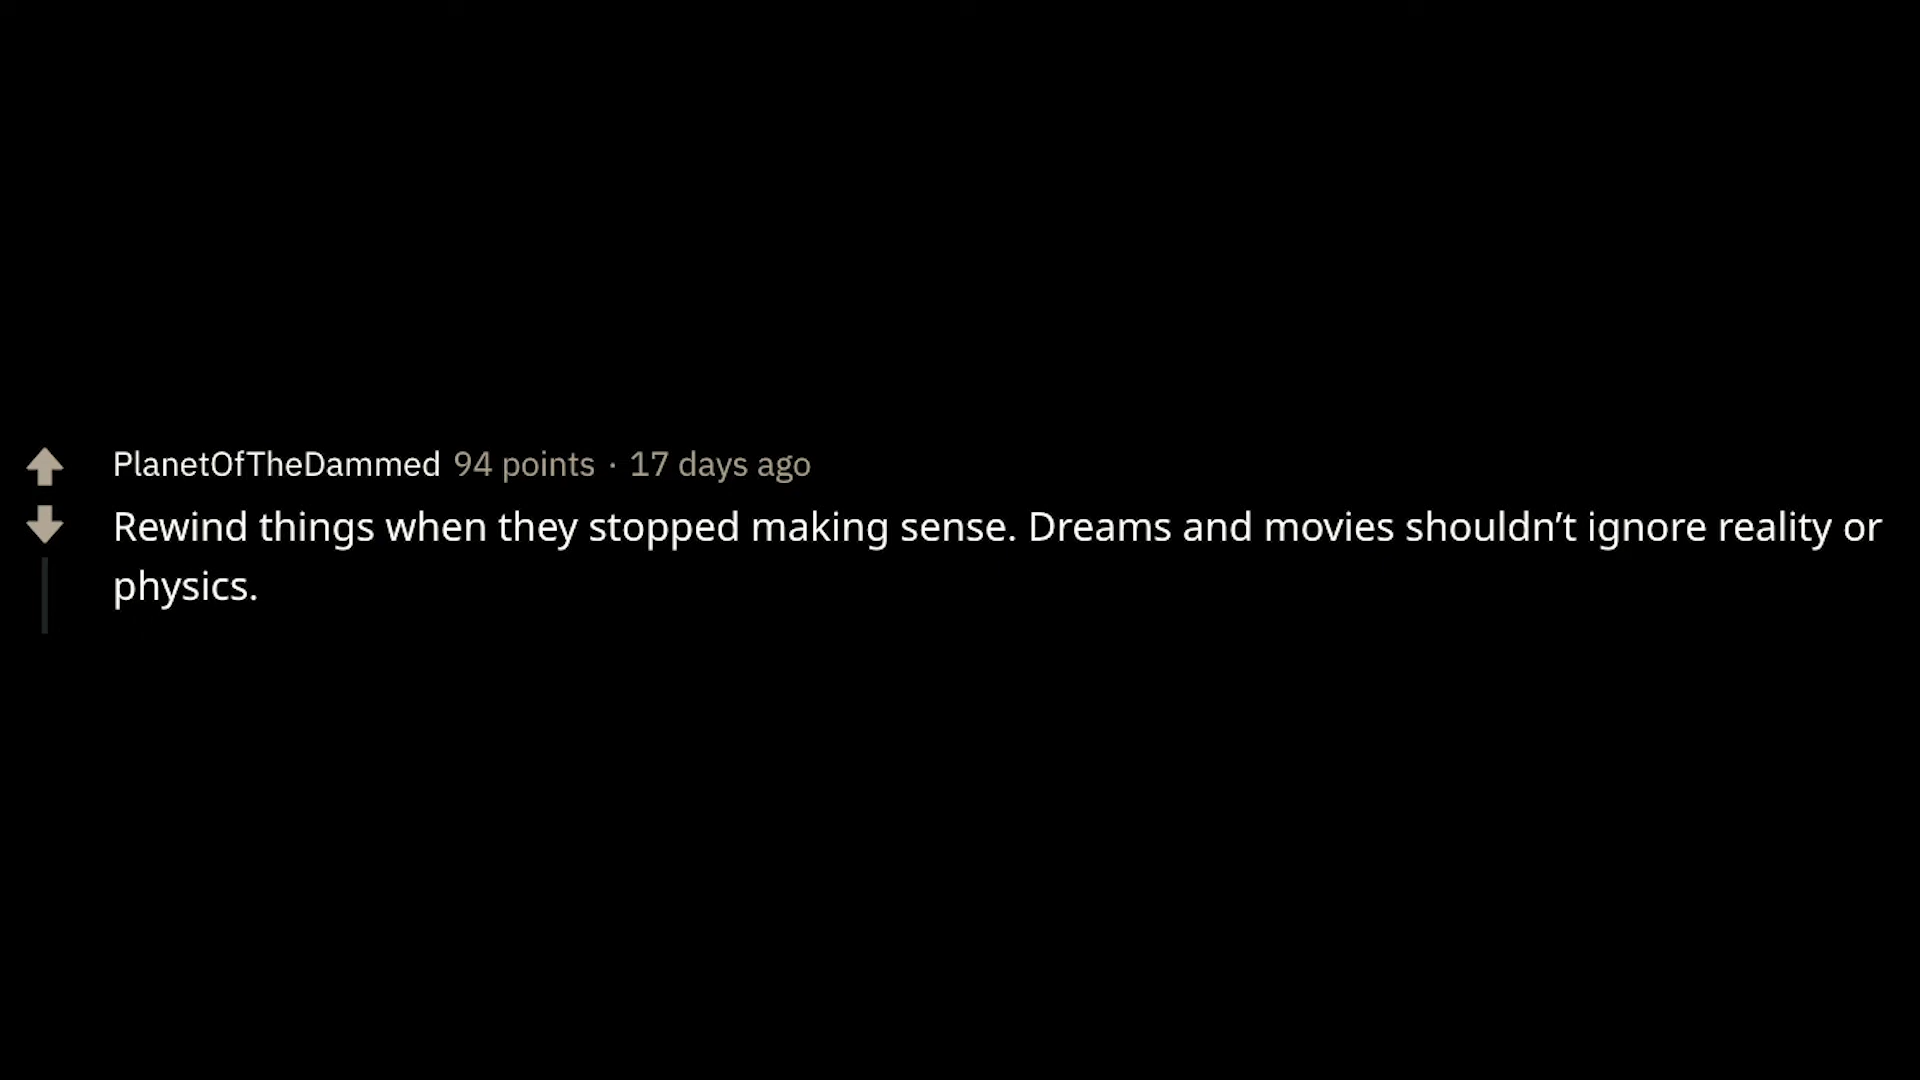 PlanetOfTheDammed 94 points · 17 days ago
Rewind things when they stopped making sense. Dreams and movies shouldn’t ignore reality or
physics.